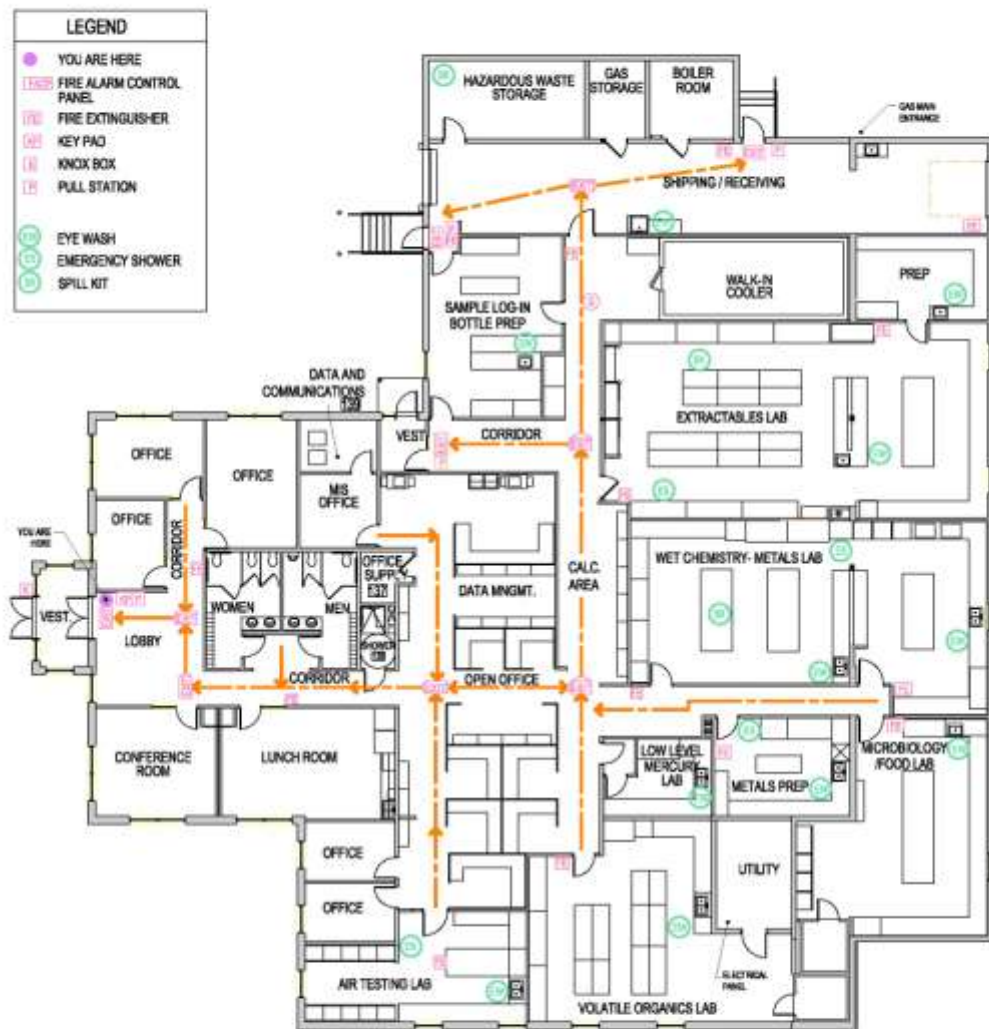 LEGEND
YOU ARE HERE
FIRE ALARM CONTROL
PANEL
FIRE EXTINGUISHER
KEY PAD
KNOX BOX
PULL STATION
EYE WASH
EMERGENCY SHOWER
SPILL KIT
HAZARDOUS WASTE
STORAGE
GAS
STORAGE
BOILER
ROOM
GAS MAIN
ENTRANCE
SHIPPING / RECEIVING
SAMPLE LOG-IN
BOTTLE PREP
WALK-IN
COOLER
PREP
DATA AND
COMMUNICATIONS
139
EXTRACTABLES LAB
VEST.
CORRIDOR
OFFICE
OFFICE
MIS
OFFICE
OFFICE
YOU ARE
HERE
CORRIDOR
OFFICE
SUPP.
WOMEN
MEN
SHOWER
DATA MNGMT.
CALC.
AREA
WET CHEMISTRY- METALS LAB
VEST.
LOBBY
CORRIDOR
OPEN OFFICE
CONFERENCE
ROOM
LUNCH ROOM
LOW LEVEL
MERCURY
LAB
METALS PREP
MICROBIOLOGY
/FOOD LAB
OFFICE
OFFICE
UTILITY
AIR TESTING LAB
VOLATILE ORGANICS LAB
ELECTRICAL
PANEL